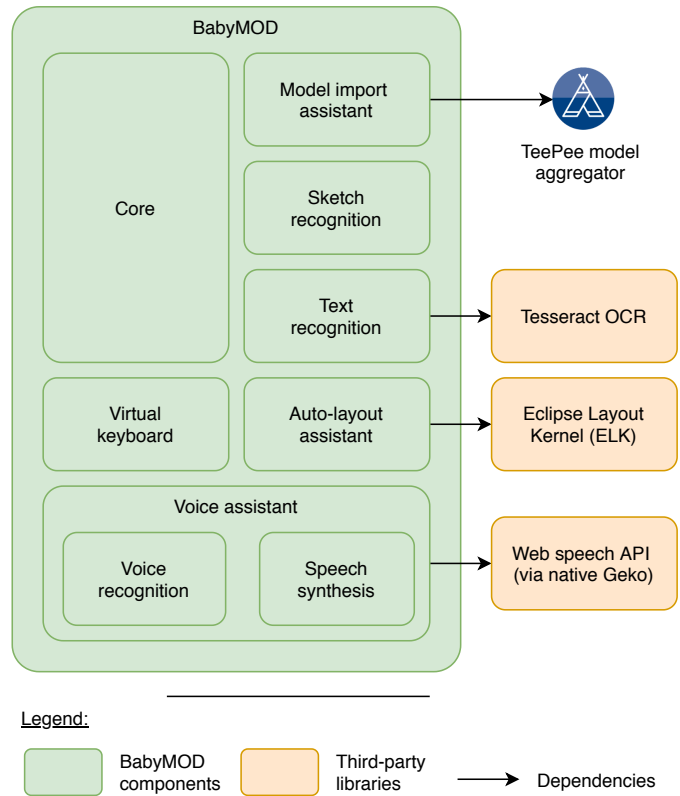 BabyMOD
Core
Model import
assistant
TeePee model
aggregator
Sketch
recognition
Text
recognition
Tesseract OCR
Virtual
keyboard
Auto-layout
assistant
Eclipse Layout
Kernel (ELK)
Voice assistant
Voice
recognition
Speech
synthesis
Web speech API
(via native Geko)
Legend:
BabyMOD
components
Third-party
libraries
Dependencies